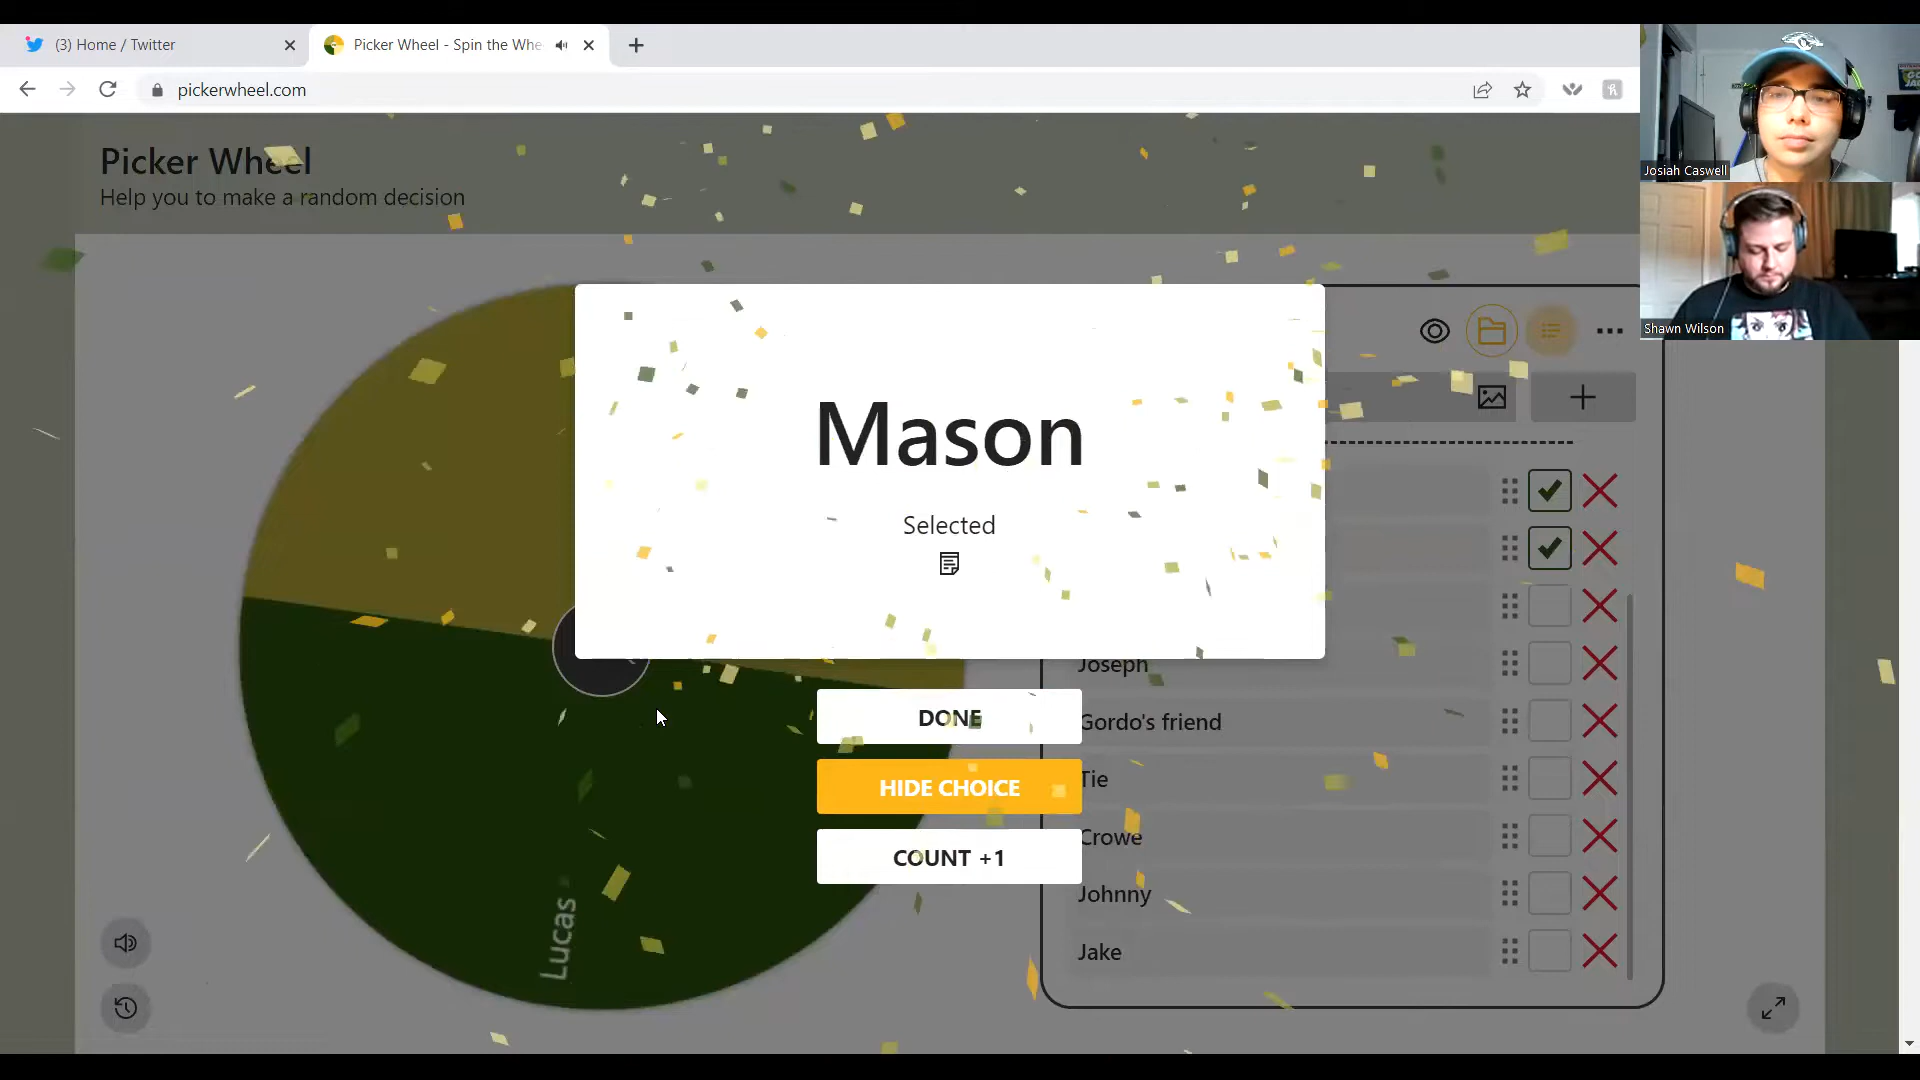 (3) Home / Twitter
Picker Wheel - Spin the Whe
pickerwheel.com
Josiah Caswell
Picker Wheel
Help you to make a random decision
Shawn Wilson
Mason
Selected
Joseph
DONE
Gordo's friend
HIDE CHOICE
Tie
Crowe
COUNT +1
Johnny
Lucas
Jake